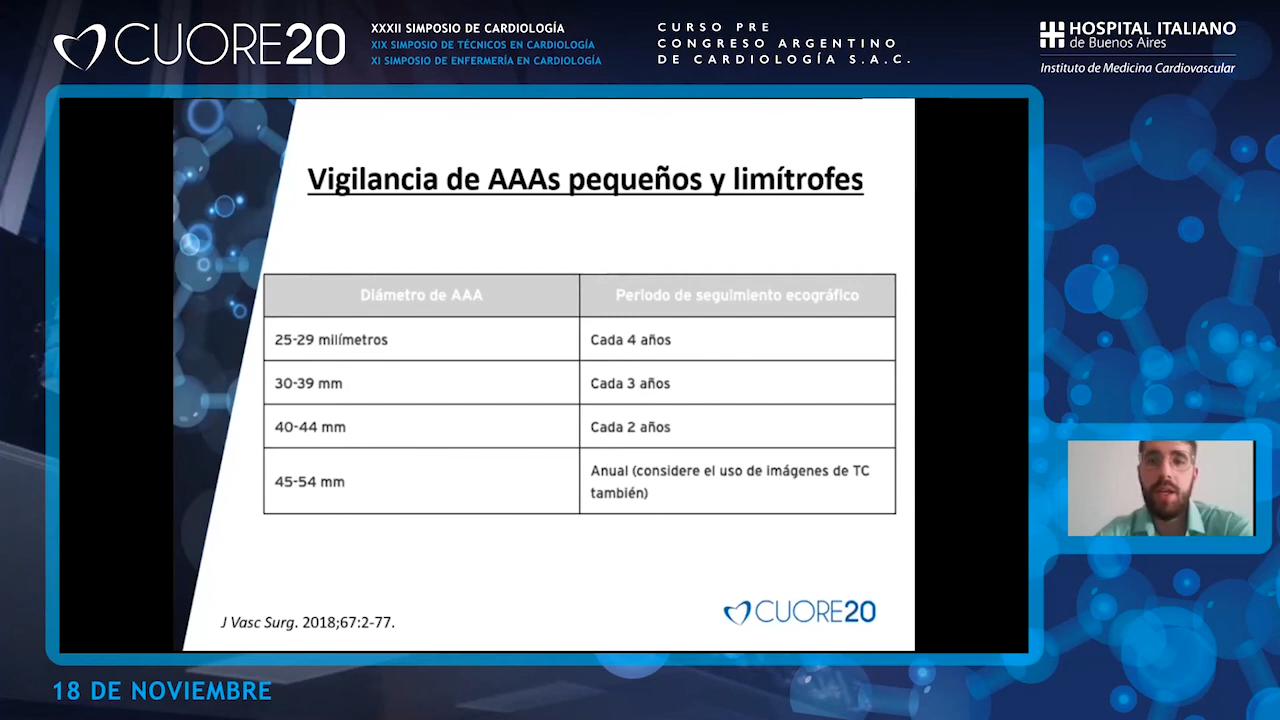 CUORE20
XXXII SIMPOSIO DE CARDIOLOGÍA
XIX SIMPOSIO DE TÉCNICOS EN CARDIOLOGÍA
XI SIMPOSIO DE ENFERMERÍA EN CARDIOLOGÍA
CURSO PRE
CONGRESO ARGENTINO
DE CARDIOLOGÍA S.A.C.
HOSPITAL ITALIANO
de Buenos Aires
Instituto de Medicina Cardiovascular
Vigilancia de AAAs pequeños y limítrofes
Diámetro de AAA
Periodo de seguimiento ecográfico
25-29 milímetros
Cada 4 años
30-39 mm
Cada 3 años
40-44 mm
Cada 2 años
45-54 mm
Anual (considere el uso de imágenes de TC
también)
J Vasc Surg. 2018;67:2-77.
CUORE20
18 DE NOVIEMBRE